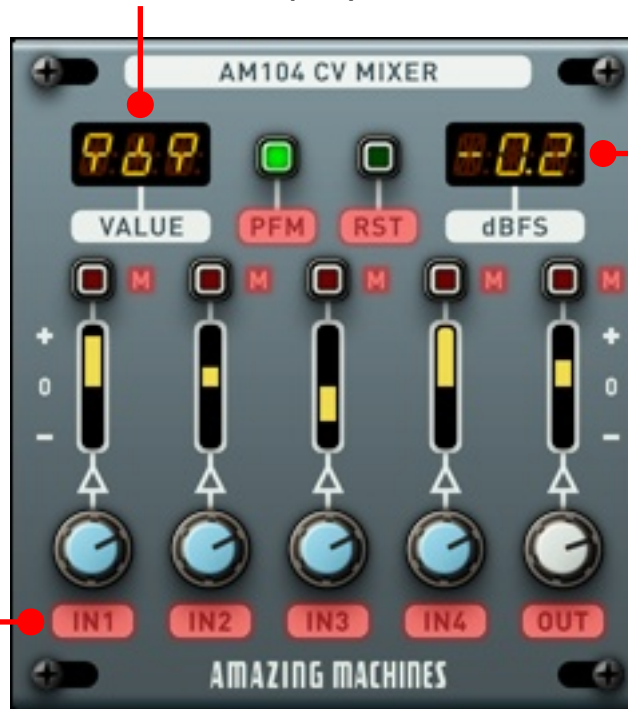 AM104 CV MIXER
-0.2
VALUE PFM RST dBFS
M M M M M
+ +
0 0
- -
IN1 IN2 IN3 IN4 OUT
AMAZING MACHINES